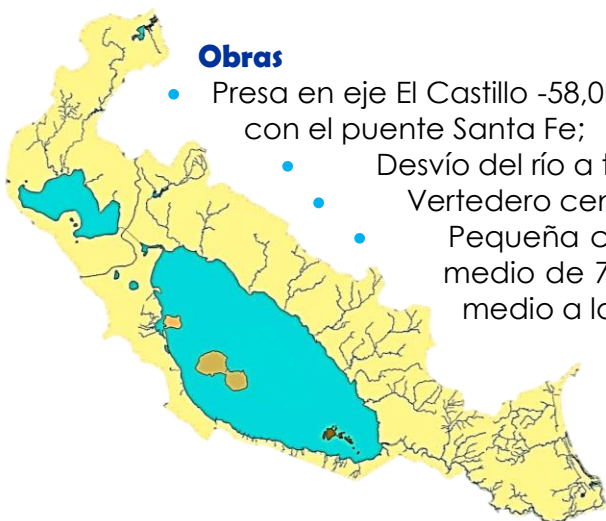 Obras
Presa en eje El Castillo -58,0
con el puente Santa Fe;
Desvío del río a
Vertedero
Pequeña
medio de 7
medio a